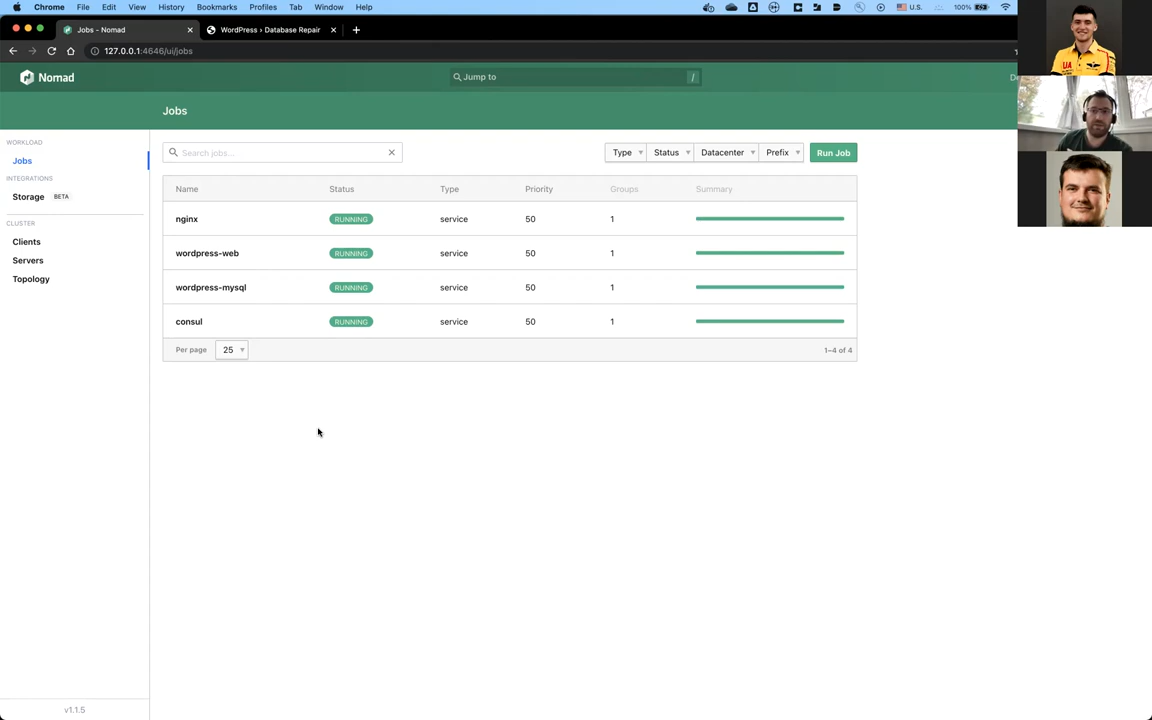 Chrome File Edit View History Bookmarks Profiles Tab Window Help U.S. 100%
Jobs - Nomad WordPress › Database Repair
127.0.0.1:4646/ui/jobs
Nomad Jump to /
Jobs
WORKLOAD
Jobs
INTEGRATIONS
Storage BETA
CLUSTER
Clients
Servers
Topology
v1.1.5
Search jobs... Type Status Datacenter Prefix Run Job
Name Status Type Priority Groups Summary
nginx RUNNING service 50 1
wordpress-web RUNNING service 50 1
wordpress-mysql RUNNING service 50 1
consul RUNNING service 50 1
Per page 25 1–4 of 4
UA